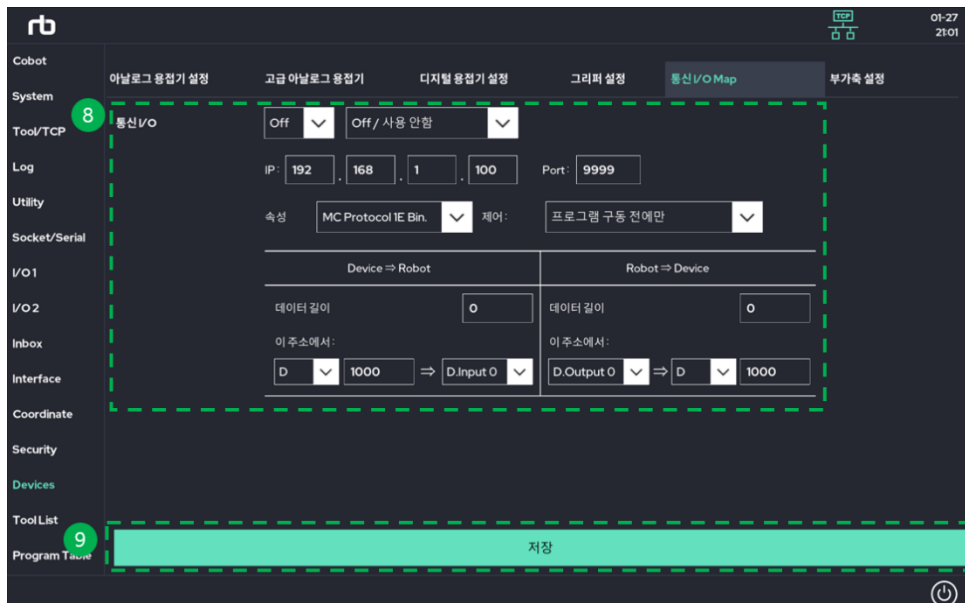 rb
TCP
01-27
21:01
Cobot
System
Tool/TCP
Log
Utility
Socket/Serial
I/O 1
I/O 2
Inbox
Interface
Coordinate
Security
Devices
Tool List
Program Table
아날로그 용접기 설정 고급 아날로그 용접기 디지털 용접기 설정 그리퍼 설정 통신 I/O Map 부가축 설정
8
통신 I/O Off Off / 사용 안함
IP : 192 . 168 . 1 . 100 Port : 9999
속성 MC Protocol 1E Bin. 제어 : 프로그램 구동 전에만
Device ⇒ Robot Robot ⇒ Device
데이터 길이 0 데이터 길이 0
이 주소에서 : 이 주소에서 :
D 1000 ⇒ D.Input 0 D.Output 0 ⇒ D 1000
9
저장